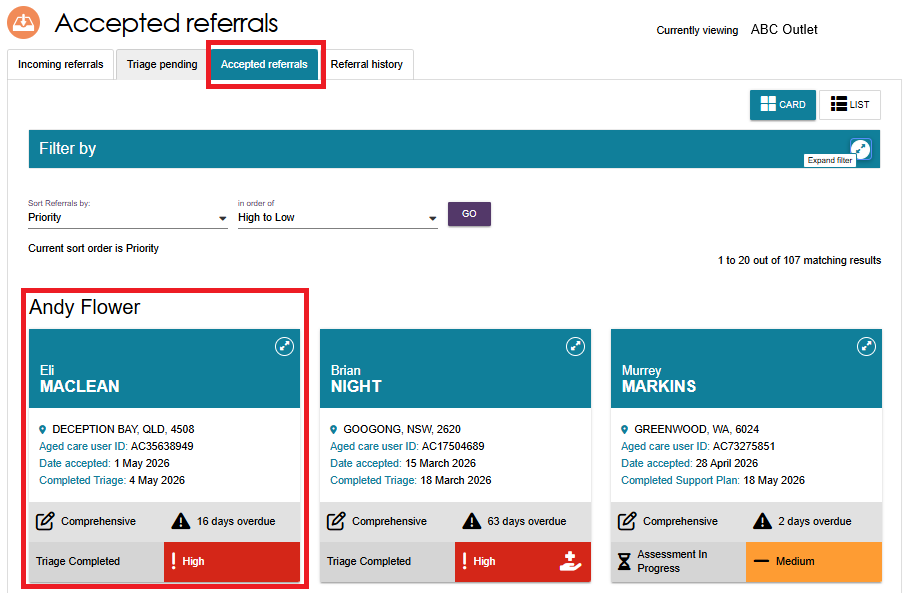 Accepted referrals
Currently viewing ABC Outlet
Incoming referrals
Triage pending
Accepted referrals
Referral history
CARD
LIST
Filter by
Expand filter
Sort Referrals by:
Priority
in order of
High to Low
GO
Current sort order is Priority
1 to 20 out of 107 matching results
Andy Flower
Eli
MACLEAN
DECEPTION BAY, QLD, 4508
Aged care user ID: AC35638949
Date accepted: 1 May 2026
Completed Triage: 4 May 2026
Comprehensive
16 days overdue
Triage Completed
High
Brian
NIGHT
GOOGONG, NSW, 2620
Aged care user ID: AC17504689
Date accepted: 15 March 2026
Completed Triage: 18 March 2026
Comprehensive
63 days overdue
Triage Completed
High
Murrey
MARKINS
GREENWOOD, WA, 6024
Aged care user ID: AC73275851
Date accepted: 28 April 2026
Completed Support Plan: 18 May 2026
Comprehensive
2 days overdue
Assessment In
Progress
Medium